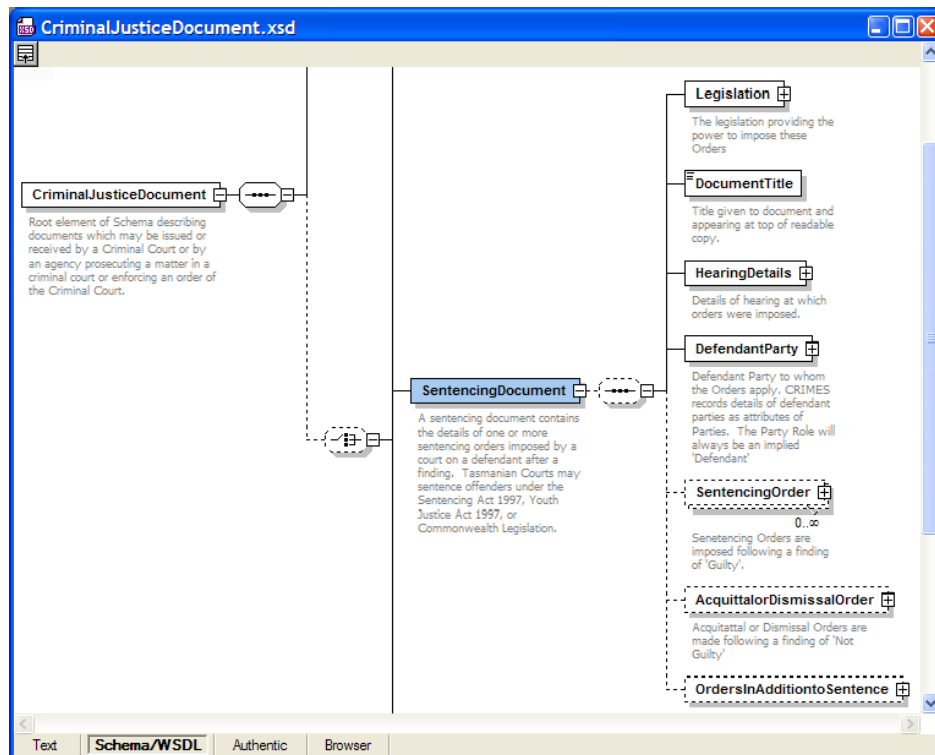 CriminalJusticeDocument.xsd
Legislation
The legislation providing the
power to impose these
Orders
DocumentTitle
Title given to document and
appearing at top of readable
copy.
CriminalJusticeDocument
Root element of Schema describing
documents which may be issued or
received by a Criminal Court or by
an agency prosecuting a matter in a
criminal court or enforcing an order of
the Criminal Court.
HearingDetails
Details of hearing at which
orders were imposed.
DefendantParty
Defendant Party to whom
the Orders apply. CRIMES
records details of defendant
parties as attributes of
Parties. The Party Role will
always be an implied
'Defendant'
SentencingDocument
A sentencing document contains
the details of one or more
sentencing orders imposed by a
court on a defendant after a
finding. Tasmanian Courts may
sentence offenders under the
Sentencing Act 1997, Youth
Justice Act 1997, or
Commonwealth Legislation.
SentencingOrder
0..∞
Senetencing Orders are
imposed following a finding
of 'Guilty'.
AcquittalorDismissalOrder
Acquitattal or Dismissal Orders are
made following a finding of 'Not
Guilty'
OrdersInAdditiontoSentence
Text Schema/WSDL Authentic Browser